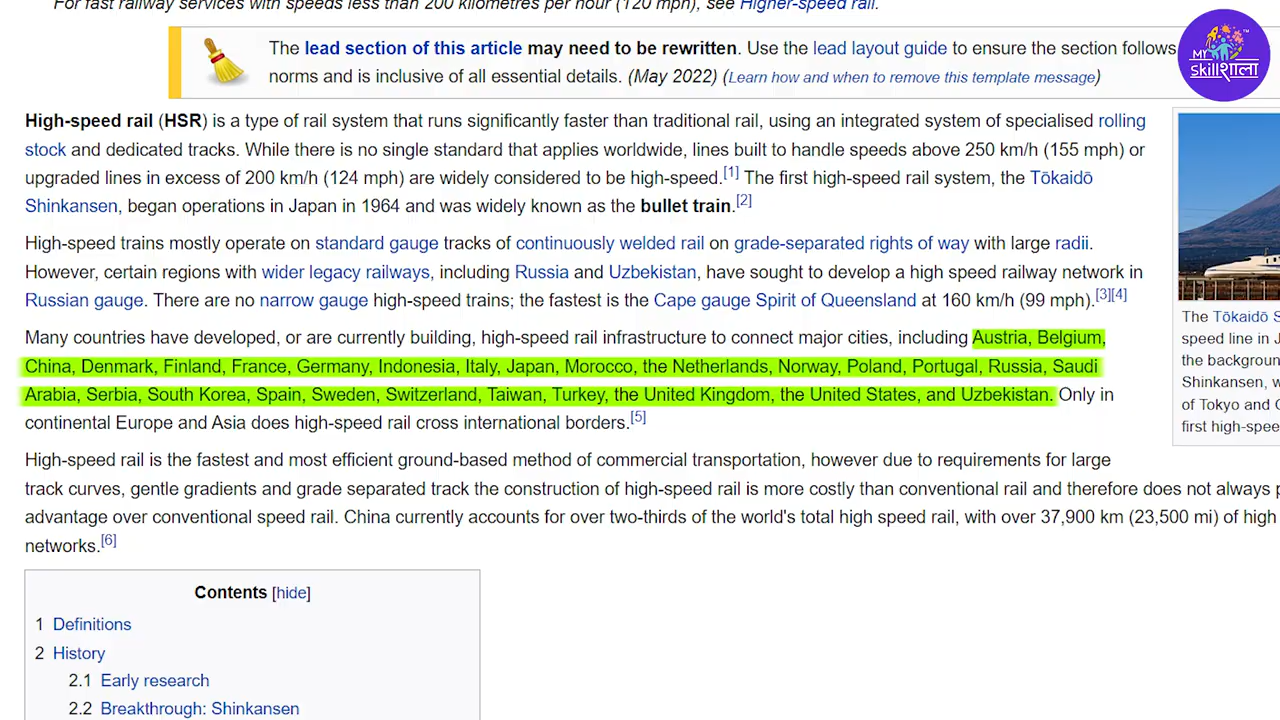 For fast railway services with speeds less than 200 kilometres per hour (120 mph), see Higher-speed rail.
The lead section of this article may need to be rewritten. Use the lead layout guide to ensure the section follows
norms and is inclusive of all essential details. (May 2022) (Learn how and when to remove this template message)
MY
skillशाला
TM
High-speed rail (HSR) is a type of rail system that runs significantly faster than traditional rail, using an integrated system of specialised rolling
stock and dedicated tracks. While there is no single standard that applies worldwide, lines built to handle speeds above 250 km/h (155 mph) or
upgraded lines in excess of 200 km/h (124 mph) are widely considered to be high-speed.[1] The first high-speed rail system, the Tōkaidō
Shinkansen, began operations in Japan in 1964 and was widely known as the bullet train.[2]
High-speed trains mostly operate on standard gauge tracks of continuously welded rail on grade-separated rights of way with large radii.
However, certain regions with wider legacy railways, including Russia and Uzbekistan, have sought to develop a high speed railway network in
Russian gauge. There are no narrow gauge high-speed trains; the fastest is the Cape gauge Spirit of Queensland at 160 km/h (99 mph).[3][4]
Many countries have developed, or are currently building, high-speed rail infrastructure to connect major cities, including Austria, Belgium,
China, Denmark, Finland, France, Germany, Indonesia, Italy, Japan, Morocco, the Netherlands, Norway, Poland, Portugal, Russia, Saudi
Arabia, Serbia, South Korea, Spain, Sweden, Switzerland, Taiwan, Turkey, the United Kingdom, the United States, and Uzbekistan. Only in
continental Europe and Asia does high-speed rail cross international borders.[5]
High-speed rail is the fastest and most efficient ground-based method of commercial transportation, however due to requirements for large
track curves, gentle gradients and grade separated track the construction of high-speed rail is more costly than conventional rail and therefore does not always
advantage over conventional speed rail. China currently accounts for over two-thirds of the world's total high speed rail, with over 37,900 km (23,500 mi) of high
networks.[6]
The Tōkaidō S
speed line in J
the backgroun
Shinkansen, w
of Tokyo and
first high-spee
Contents [hide]
1 Definitions
2 History
2.1 Early research
2.2 Breakthrough: Shinkansen